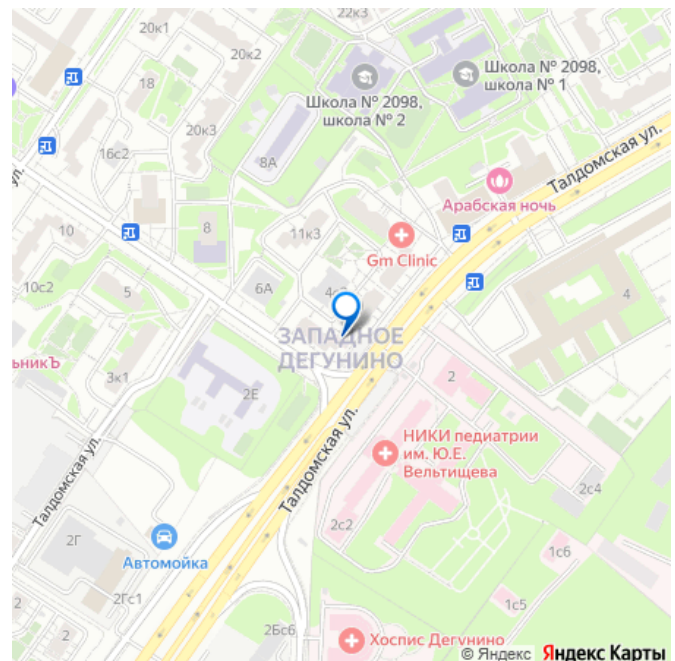 22к3
20к1
20к2
18
Школа № 2098,
школа № 1
Школа № 2098,
школа № 2
20к3
16с2
8А
ул.
Талдомская ул.
Арабская ночь
10
8
11к3
Gm Clinic
10с2
5
6А
4
ЗАПАДНОЕ
ДЕГУНИНО
льникЪ
3к1
2Е
2
НИКИ педиатрии
им. Ю.Е.
Вельтищева
Талдомская ул.
Талдомская ул.
2с4
2Г
Автомойка
2с2
1с6
2Гс1
1с5
2
2
2Бс6
Хоспис Дегунино
© Яндекс Яндекс Карты